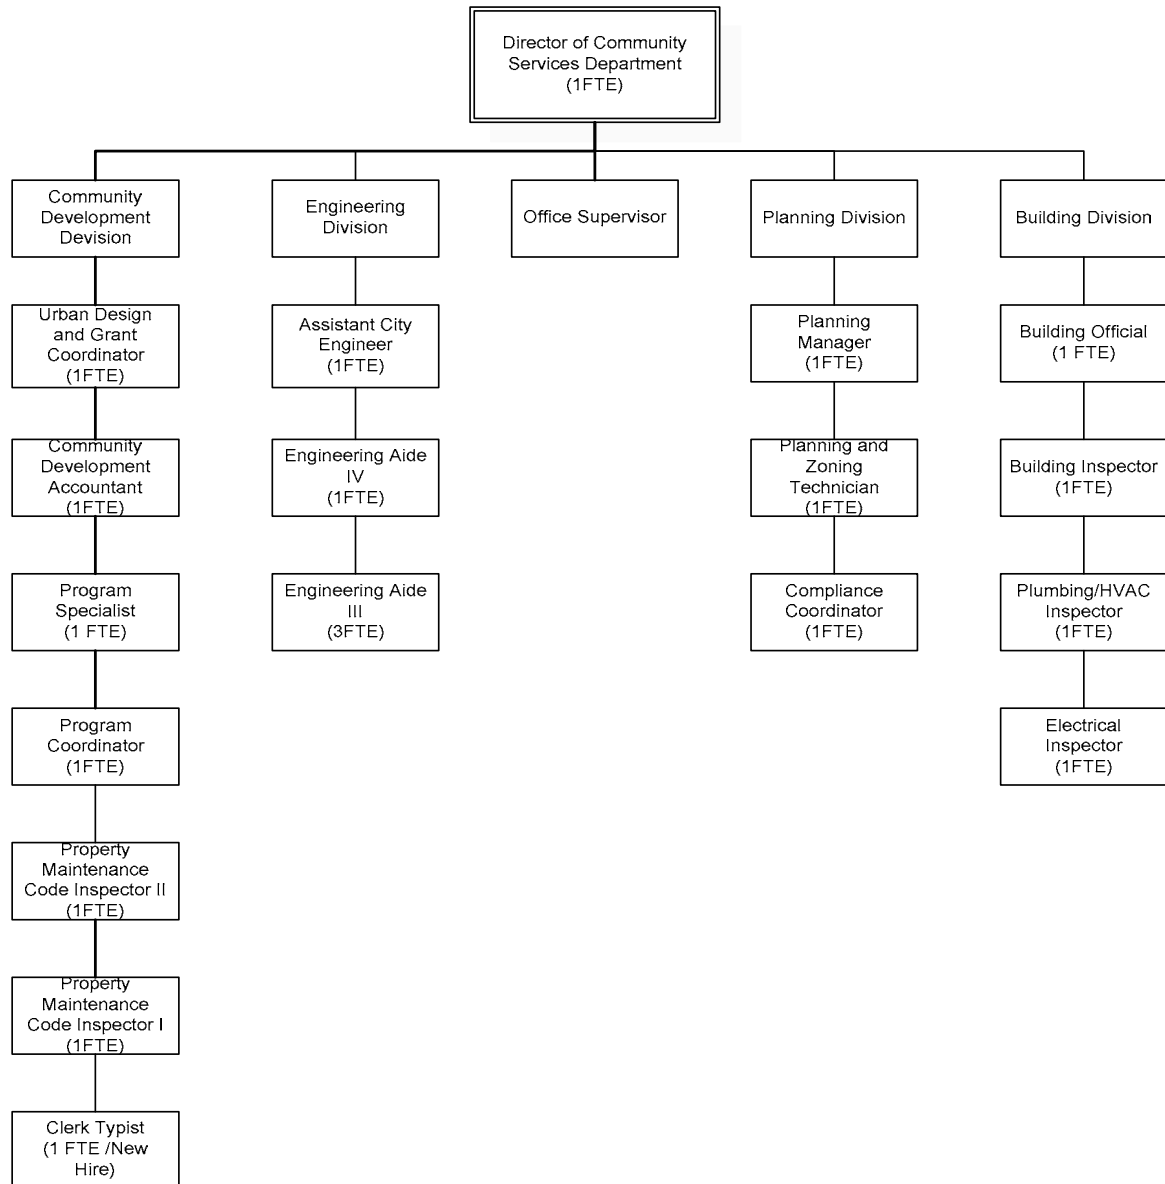 Director of Community
Services Department
(1FTE)
Community
Development
Devision
Engineering
Division
Office Supervisor
Planning Division
Building Division
Urban Design
and Grant
Coordinator
(1FTE)
Assistant City
Engineer
(1FTE)
Planning
Manager
(1FTE)
Building Official
(1 FTE)
Community
Development
Accountant
(1FTE)
Engineering Aide
IV
(1FTE)
Planning and
Zoning
Technician
(1FTE)
Building Inspector
(1FTE)
Program
Specialist
(1 FTE)
Engineering Aide
III
(3FTE)
Compliance
Coordinator
(1FTE)
Plumbing/HVAC
Inspector
(1FTE)
Program
Coordinator
(1FTE)
Electrical
Inspector
(1FTE)
Property
Maintenance
Code Inspector II
(1FTE)
Property
Maintenance
Code Inspector I
(1FTE)
Clerk Typist
(1 FTE /New
Hire)